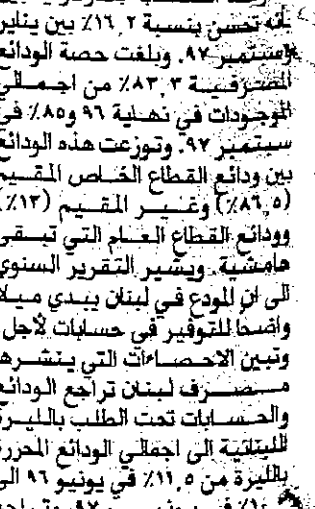 بأنه تحسن بنسبة ١٦,٢٪ بين يناير
وسبتمبر ٩٧. وبلغت حصة الودائع
المصرفية ٨٣,٣٪ من اجمالي
الموجودات في نهاية ٩٦ و٨٥٪ في
سبتمبر ٩٧. وتوزعت هذه الودائع
بين ودائع القطاع الخاص المقيم
(٨٦,٥٪) وغير المقيم (١٣٪)
وودائع القطاع العام التي تبقى
هامشية. ويشير التقرير السنوي
الى ان المودع في لبنان يبدي ميلا
واضحا للتوفير في حسابات لأجل.
وتبين الاحصاءات التي ينشرها
مصرف لبنان تراجع الودائع
والحسابات تحت الطلب بالليرة
اللبنانية الى اجمالي الودائع المحررة
بالليرة من ١١,٥٪ في يونيو ٩٦ الى